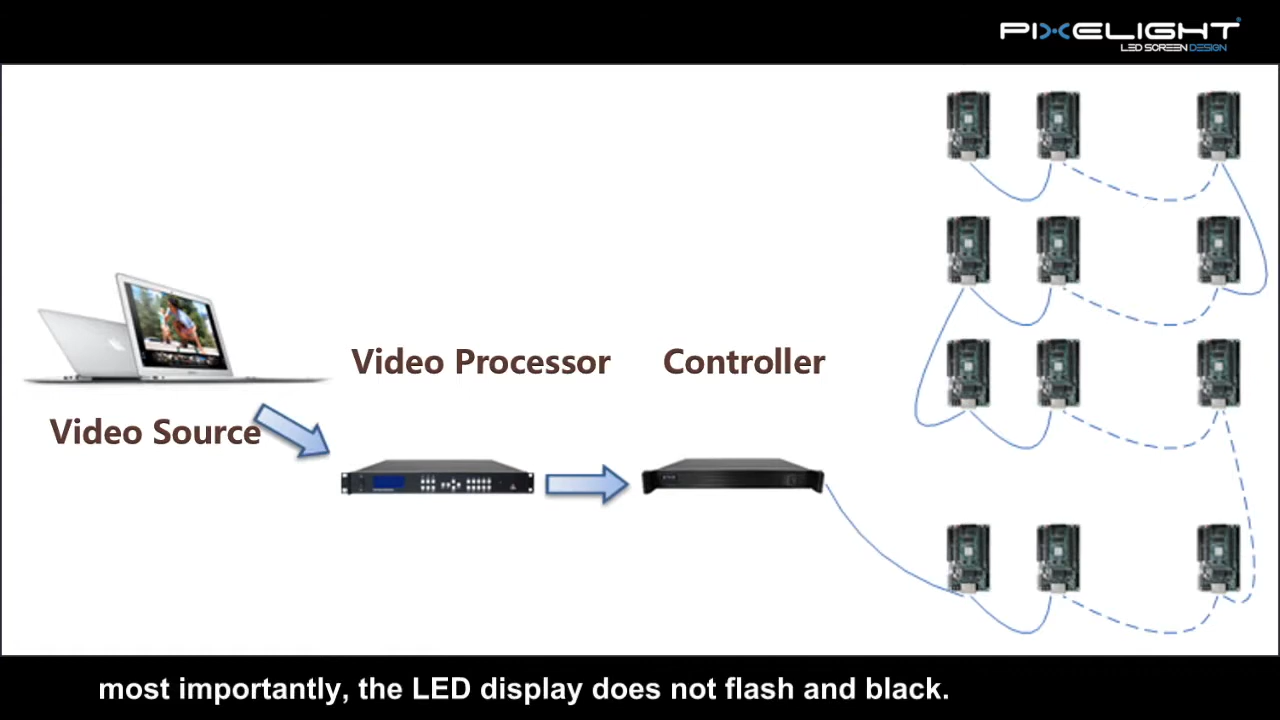 PIXELIGHT
LED SCREEN DESIGN
Video Processor
Controller
Video Source
most importantly, the LED display does not flash and black.